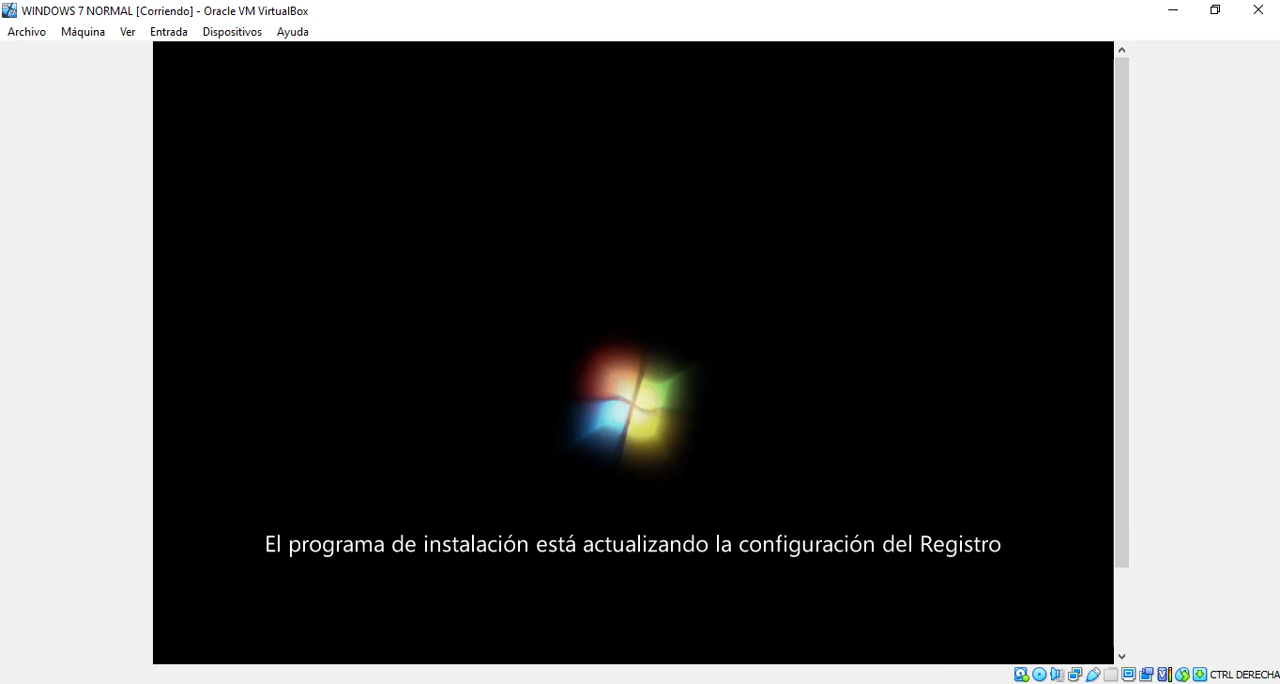 WINDOWS 7 NORMAL [Corriendo] - Oracle VM VirtualBox
Archivo Máquina Ver Entrada Dispositivos Ayuda
El programa de instalación está actualizando la configuración del Registro
CTRL DERECHA